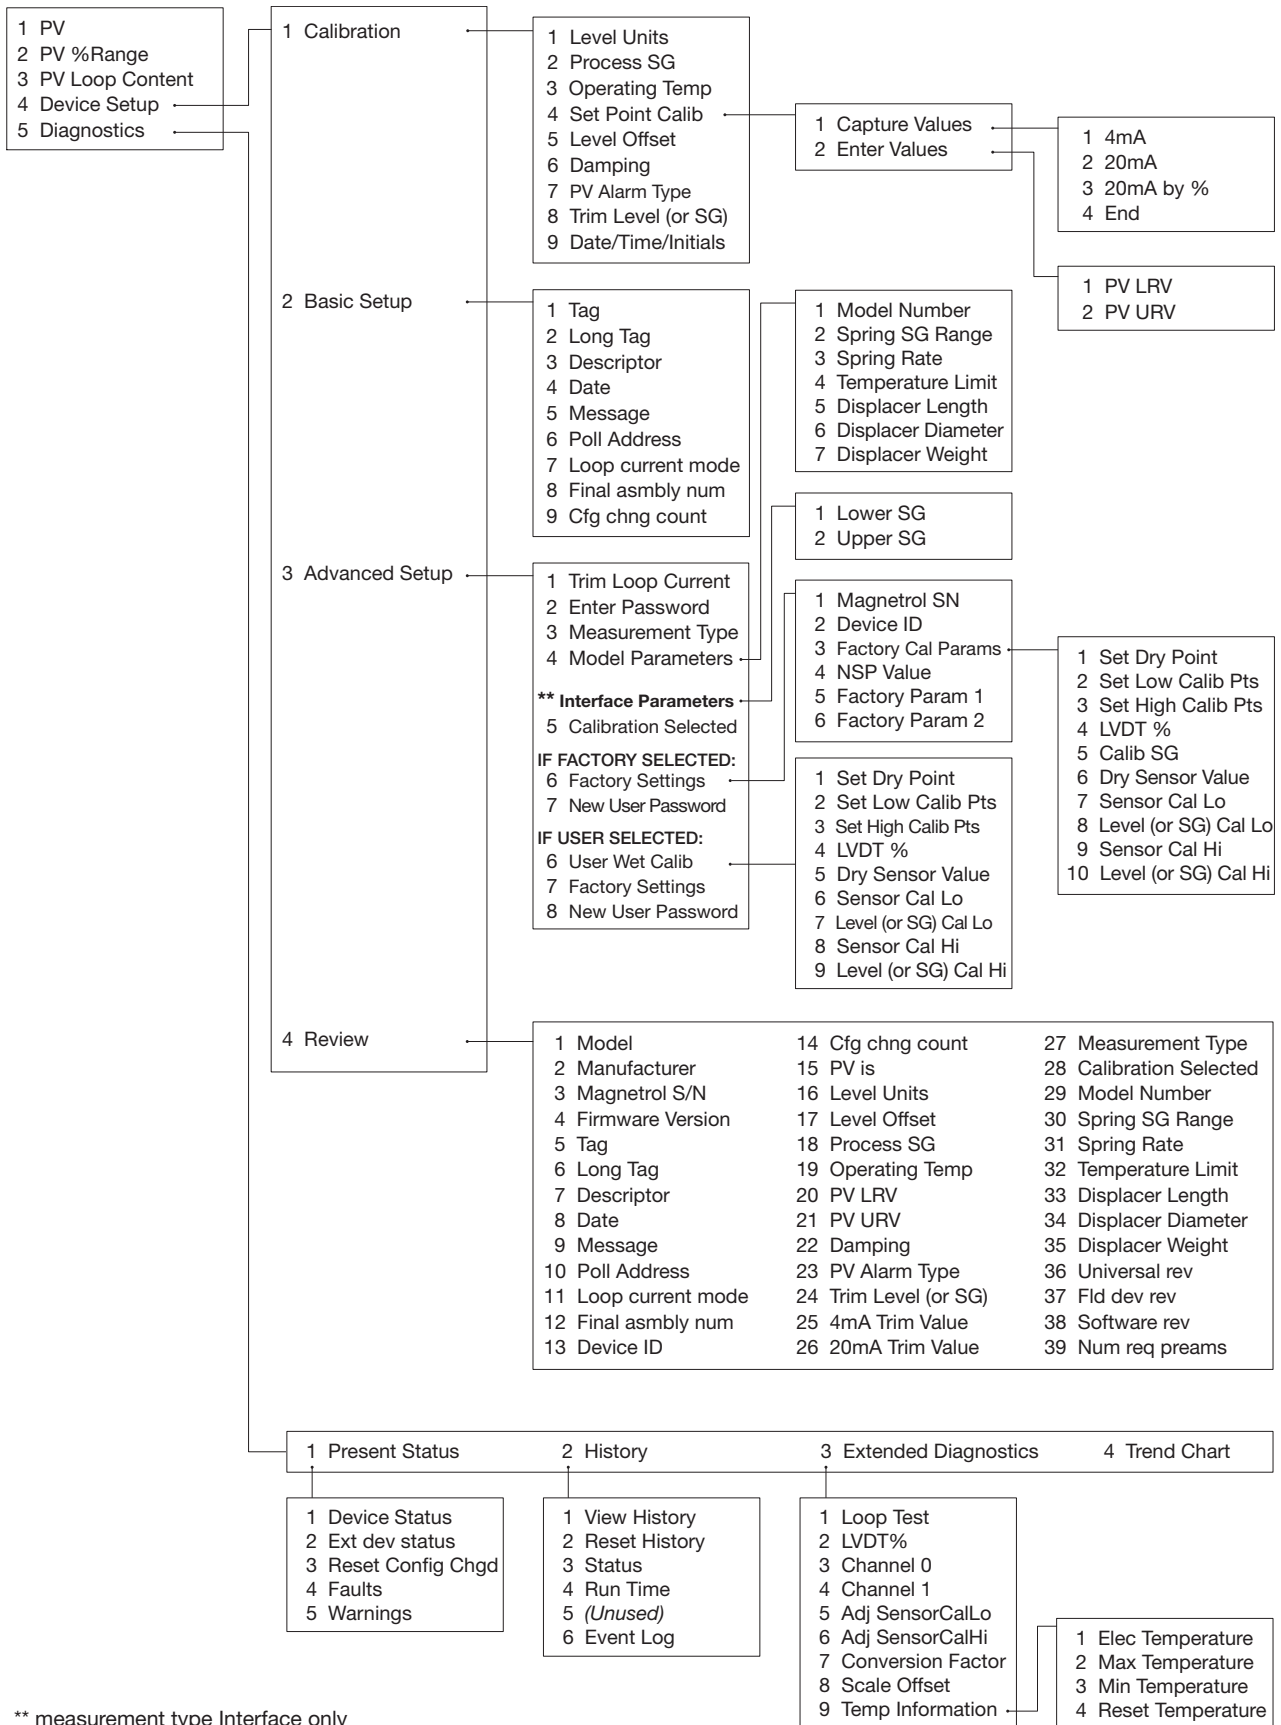 1 PV
2 PV %Range
3 PV Loop Content
4 Device Setup
5 Diagnostics
1 Calibration
1 Level Units
2 Process SG
3 Operating Temp
4 Set Point Calib
5 Level Offset
6 Damping
7 PV Alarm Type
8 Trim Level (or SG)
9 Date/Time/Initials
1 Capture Values
2 Enter Values
1 4mA
2 20mA
3 20mA by %
4 End
1 PV LRV
2 PV URV
2 Basic Setup
1 Tag
2 Long Tag
3 Descriptor
4 Date
5 Message
6 Poll Address
7 Loop current mode
8 Final asmbly num
9 Cfg chng count
1 Model Number
2 Spring SG Range
3 Spring Rate
4 Temperature Limit
5 Displacer Length
6 Displacer Diameter
7 Displacer Weight
1 Lower SG
2 Upper SG
3 Advanced Setup
1 Trim Loop Current
2 Enter Password
3 Measurement Type
4 Model Parameters
** Interface Parameters
5 Calibration Selected
IF FACTORY SELECTED:
6 Factory Settings
7 New User Password
IF USER SELECTED:
6 User Wet Calib
7 Factory Settings
8 New User Password
1 Magnetrol SN
2 Device ID
3 Factory Cal Params
4 NSP Value
5 Factory Param 1
6 Factory Param 2
1 Set Dry Point
2 Set Low Calib Pts
3 Set High Calib Pts
4 LVDT %
5 Calib SG
6 Dry Sensor Value
7 Sensor Cal Lo
8 Level (or SG) Cal Lo
9 Sensor Cal Hi
10 Level (or SG) Cal Hi
1 Set Dry Point
2 Set Low Calib Pts
3 Set High Calib Pts
4 LVDT %
5 Dry Sensor Value
6 Sensor Cal Lo
7 Level (or SG) Cal Lo
8 Sensor Cal Hi
9 Level (or SG) Cal Hi
4 Review
1 Model
2 Manufacturer
3 Magnetrol S/N
4 Firmware Version
5 Tag
6 Long Tag
7 Descriptor
8 Date
9 Message
10 Poll Address
11 Loop current mode
12 Final asmbly num
13 Device ID
14 Cfg chng count
15 PV is
16 Level Units
17 Level Offset
18 Process SG
19 Operating Temp
20 PV LRV
21 PV URV
22 Damping
23 PV Alarm Type
24 Trim Level (or SG)
25 4mA Trim Value
26 20mA Trim Value
27 Measurement Type
28 Calibration Selected
29 Model Number
30 Spring SG Range
31 Spring Rate
32 Temperature Limit
33 Displacer Length
34 Displacer Diameter
35 Displacer Weight
36 Universal rev
37 Fld dev rev
38 Software rev
39 Num req preams
1 Present Status
2 History
3 Extended Diagnostics
4 Trend Chart
1 Device Status
2 Ext dev status
3 Reset Config Chgd
4 Faults
5 Warnings
1 View History
2 Reset History
3 Status
4 Run Time
5 (Unused)
6 Event Log
1 Loop Test
2 LVDT%
3 Channel 0
4 Channel 1
5 Adj SensorCalLo
6 Adj SensorCalHi
7 Conversion Factor
8 Scale Offset
9 Temp Information
1 Elec Temperature
2 Max Temperature
3 Min Temperature
4 Reset Temperature
** measurement type Interface only